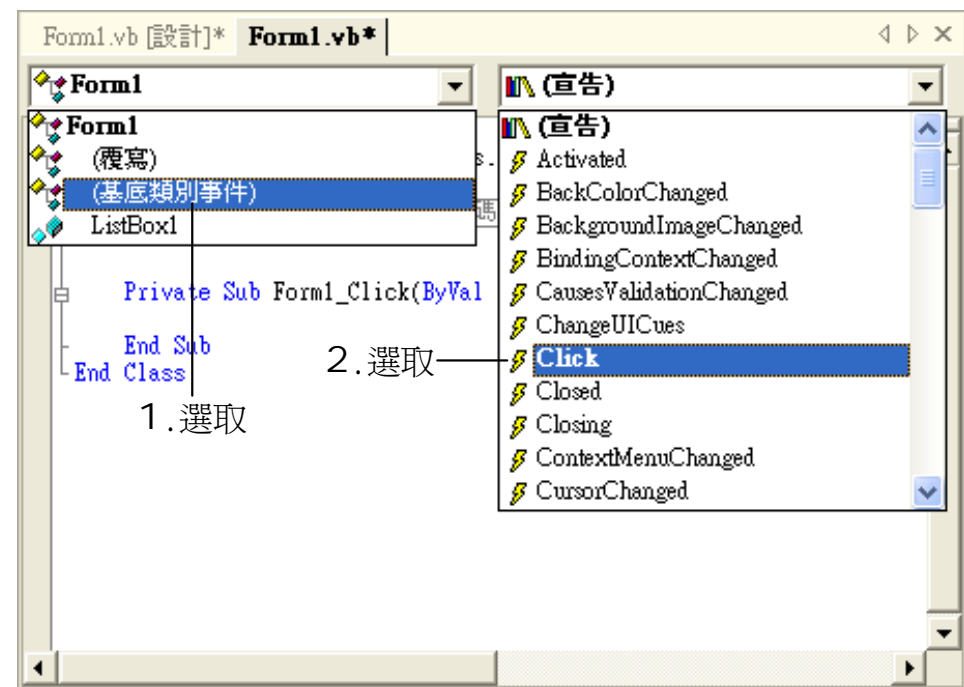 Form1.vb [設計]* Form1.vb*
Form1
(宣告)
Form1
(覆寫)
(基底類別事件)
ListBox1
(宣告)
Activated
BackColorChanged
BackgroundImageChanged
BindingContextChanged
CausesValidationChanged
ChangeUICues
Click
Closed
Closing
ContextMenuChanged
CursorChanged
s.
碼
Private Sub Form1_Click(ByVal
End Sub
End Class
1.選取
2.選取